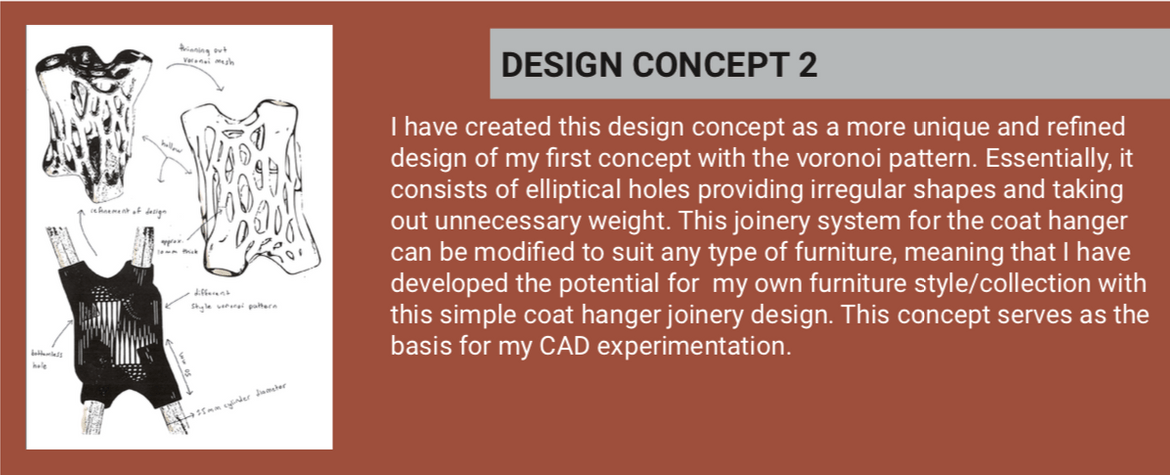 DESIGN CONCEPT 2
I have created this design concept as a more unique and refined
design of my first concept with the voronoi pattern. Essentially, it
consists of elliptical holes providing irregular shapes and taking
out unnecessary weight. This joinery system for the coat hanger
can be modified to suit any type of furniture, meaning that I have
developed the potential for  my own furniture style/collection with
this simple coat hanger joinery design. This concept serves as the
basis for my CAD experimentation.
thinning out
voronoi mesh
hollow
refinement of design
approx.
10mm thick
different
style voronoi pattern
bottomless
hole
25mm cylinder diameter